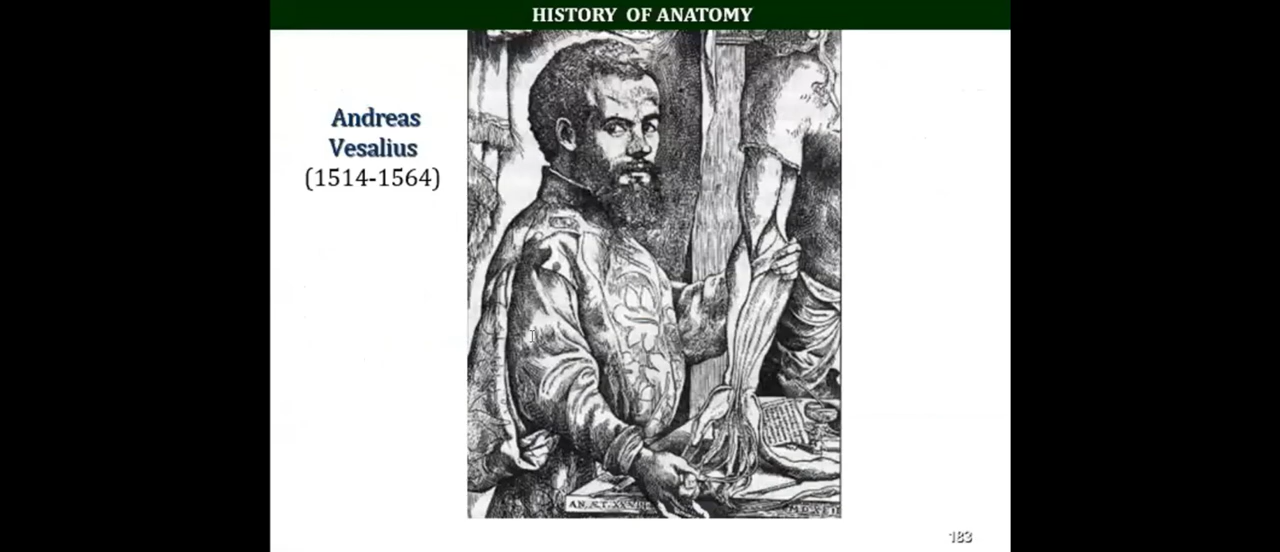 HISTORY OF ANATOMY
Andreas
Vesalius
(1514-1564)
183